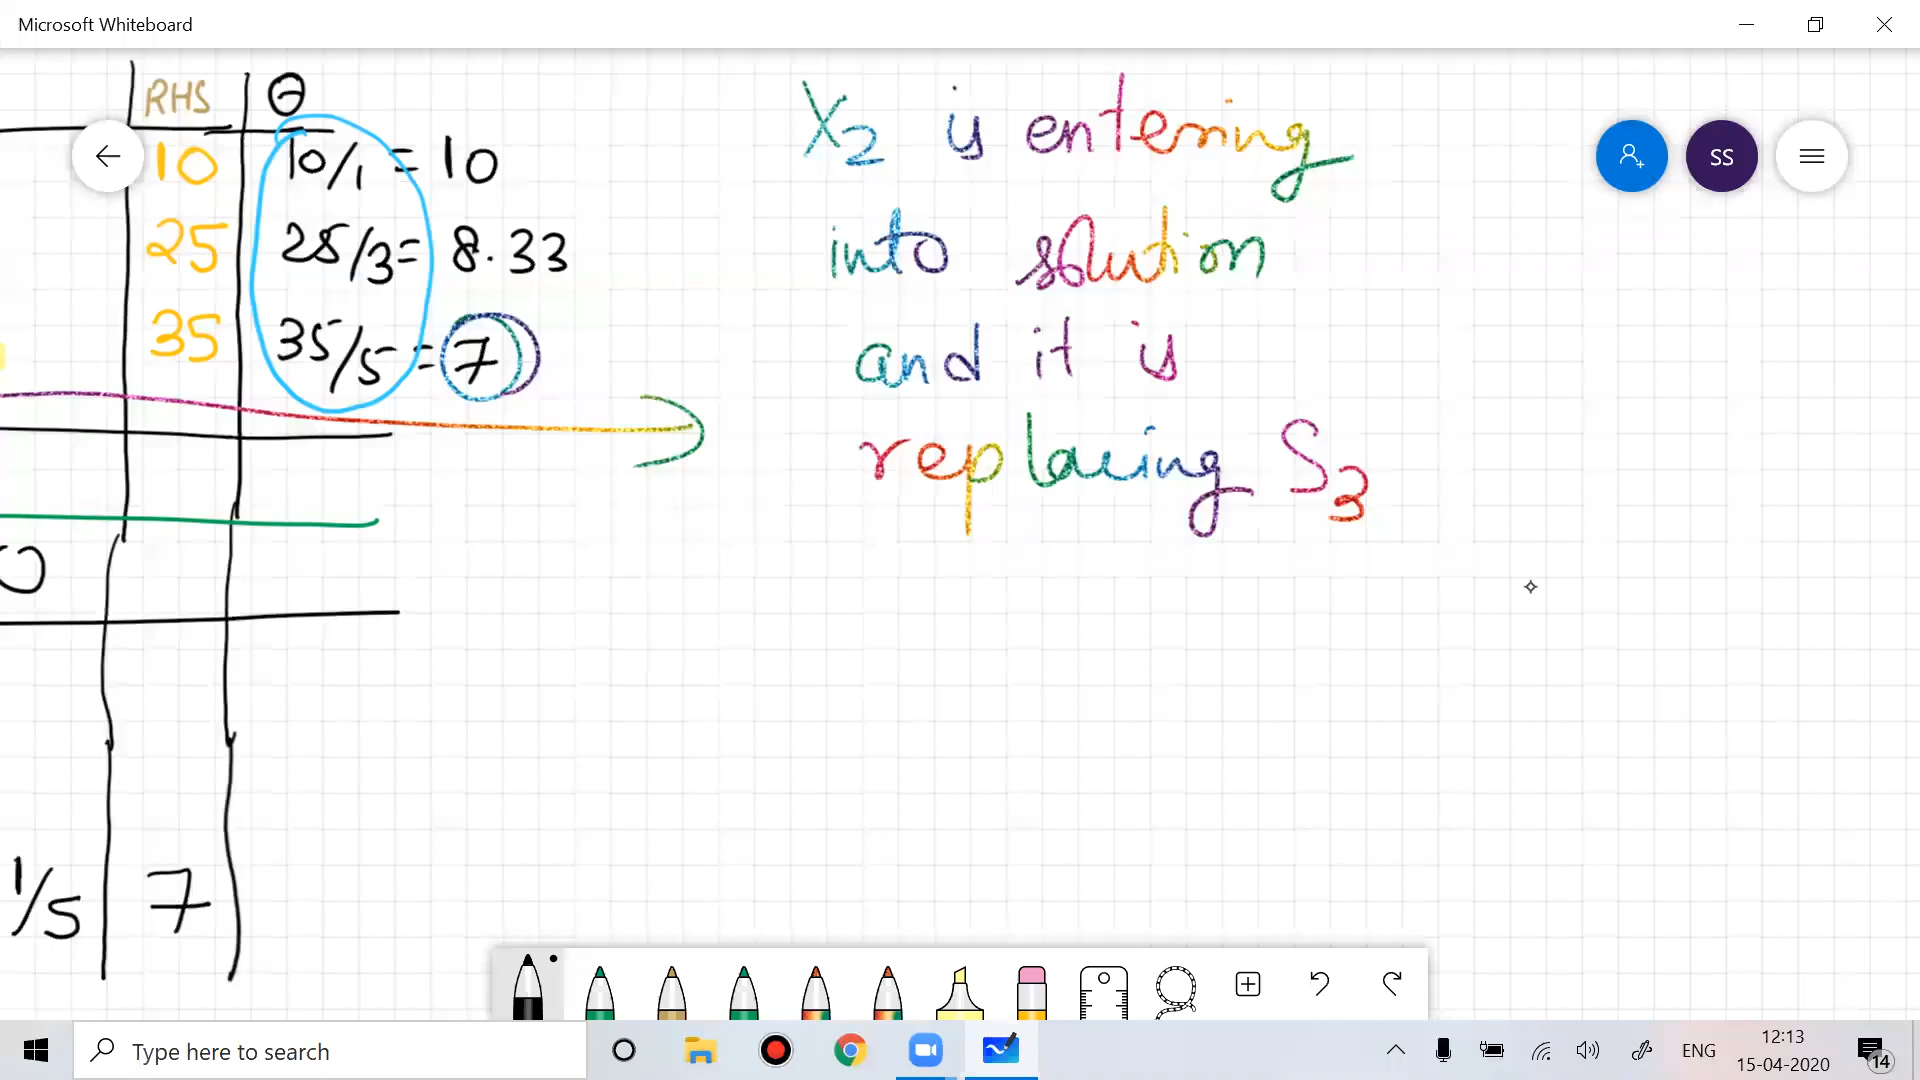 Microsoft Whiteboard
RHS θ
10 10/1 = 10
25 25/3 = 8.33
35 35/5 = 7
0
1/5 7
X2 is entering
into solution
and it is
replacing S3
SS
Type here to search
ENG
12:13
15-04-2020
14